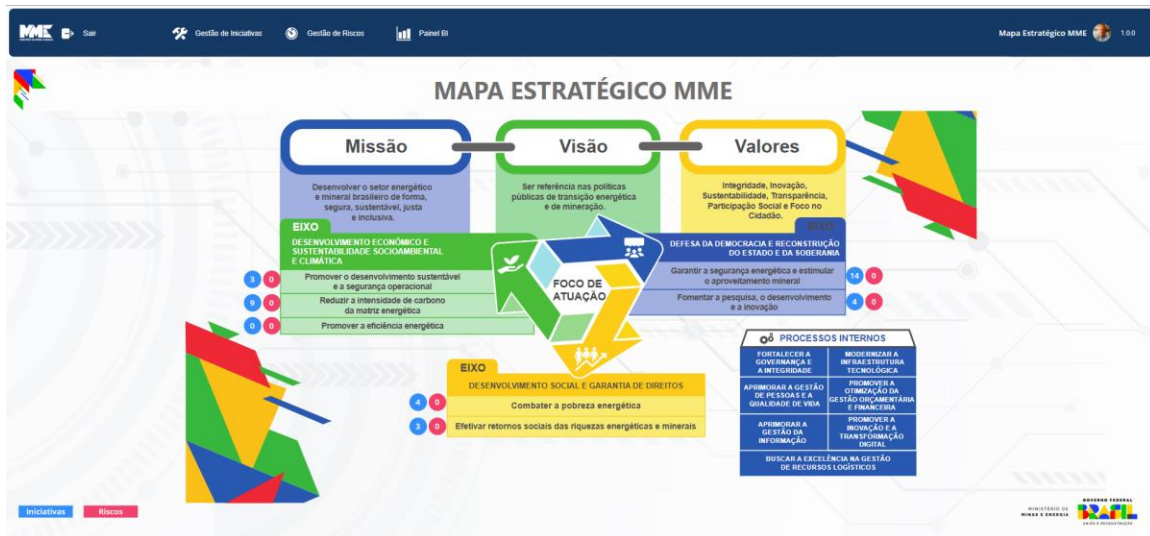 MME
Sair
Gestão de Iniciativas
Gestão de Riscos
Painel BI
Mapa Estratégico MME
1.0.0
MAPA ESTRATÉGICO MME
Missão
Desenvolver o setor energético
e mineral brasileiro de forma,
segura, sustentável, justa
e inclusiva.
Visão
Ser referência nas políticas
públicas de transição energética
e de mineração.
Valores
Integridade, Inovação,
Sustentabilidade, Transparência,
Participação Social e Foco no
Cidadão.
EIXO
DESENVOLVIMENTO ECONÔMICO E
SUSTENTABILIDADE SOCIOAMBIENTAL
E CLIMÁTICA
3 0 Promover o desenvolvimento sustentável
e a segurança operacional
9 0 Reduzir a intensidade de carbono
da matriz energética
0 0 Promover a eficiência energética
FOCO DE
ATUAÇÃO
EIXO
DEFESA DA DEMOCRACIA E RECONSTRUÇÃO
DO ESTADO E DA SOBERANIA
Garantir a segurança energética e estimular
o aproveitamento mineral 14 0
Fomentar a pesquisa, o desenvolvimento
e a inovação 4 0
EIXO
DESENVOLVIMENTO SOCIAL E GARANTIA DE DIREITOS
4 0 Combater a pobreza energética
3 0 Efetivar retornos sociais das riquezas energéticas e minerais
PROCESSOS INTERNOS
FORTALECER A
GOVERNANÇA E
A INTEGRIDADE
MODERNIZAR A
INFRAESTRUTURA
TECNOLÓGICA
APRIMORAR A GESTÃO
DE PESSOAS E A
QUALIDADE DE VIDA
PROMOVER A
OTIMIZAÇÃO DA
GESTÃO ORÇAMENTÁRIA
E FINANCEIRA
APRIMORAR A
GESTÃO DA
INFORMAÇÃO
PROMOVER A
INOVAÇÃO E A
TRANSFORMAÇÃO
DIGITAL
BUSCAR A EXCELÊNCIA NA GESTÃO
DE RECURSOS LOGÍSTICOS
Iniciativas
Riscos
MINISTÉRIO DE
MINAS E ENERGIA
GOVERNO FEDERAL
BRASIL
UNIÃO E RECONSTRUÇÃO